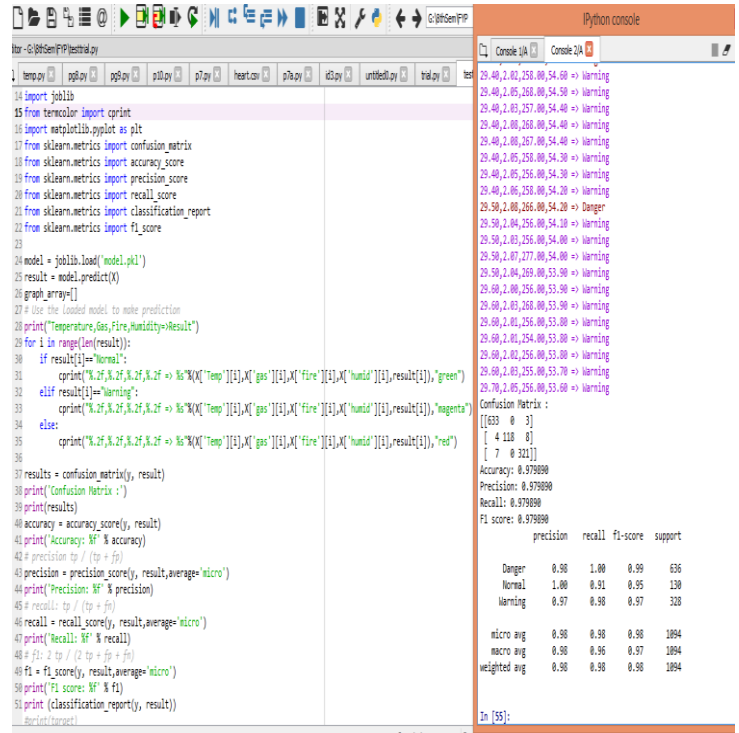 G:\8thSem\FYP
IPython console
itor - G:\8thSem\FYP\testtrial.py
temp.py pg8.py pg9.py p10.py p7.py heart.csv p7a.py id3.py untitled0.py trial.py test
14 import joblib
15 from termcolor import cprint
16 import matplotlib.pyplot as plt
17 from sklearn.metrics import confusion_matrix
18 from sklearn.metrics import accuracy_score
19 from sklearn.metrics import precision_score
20 from sklearn.metrics import recall_score
21 from sklearn.metrics import classification_report
22 from sklearn.metrics import f1_score
23
24 model = joblib.load('model.pkl')
25 result = model.predict(X)
26 graph_array=[]
27 # Use the loaded model to make prediction
28 print("Temperature,Gas,Fire,Humidity=>Result")
29 for i in range(len(result)):
30 if result[i]=="Normal":
31 cprint("%.2f,%.2f,%.2f,%.2f => %s"%(X['Temp'][i],X['gas'][i],X['fire'][i],X['humid'][i],result[i]),"green")
32 elif result[i]=="Warning":
33 cprint("%.2f,%.2f,%.2f,%.2f => %s"%(X['Temp'][i],X['gas'][i],X['fire'][i],X['humid'][i],result[i]),"magenta")
34 else:
35 cprint("%.2f,%.2f,%.2f,%.2f => %s"%(X['Temp'][i],X['gas'][i],X['fire'][i],X['humid'][i],result[i]),"red")
36
37 results = confusion_matrix(y, result)
38 print('Confusion Matrix :')
39 print(results)
40 accuracy = accuracy_score(y, result)
41 print('Accuracy: %f' % accuracy)
42 # precision tp / (tp + fp)
43 precision = precision_score(y, result,average='micro')
44 print('Precision: %f' % precision)
45 # recall: tp / (tp + fn)
46 recall = recall_score(y, result,average='micro')
47 print('Recall: %f' % recall)
48 # f1: 2 tp / (2 tp + fp + fn)
49 f1 = f1_score(y, result,average='micro')
50 print('F1 score: %f' % f1)
51 print (classification_report(y, result))
#print(target)
Console 1/A Console 2/A
29.40,2.02,258.00,54.60 => Warning
29.40,2.05,268.00,54.50 => Warning
29.40,2.03,257.00,54.40 => Warning
29.40,2.08,268.00,54.40 => Warning
29.40,2.08,267.00,54.40 => Warning
29.40,2.05,258.00,54.30 => Warning
29.40,2.05,256.00,54.30 => Warning
29.40,2.06,258.00,54.20 => Warning
29.50,2.08,266.00,54.20 => Danger
29.50,2.04,256.00,54.10 => Warning
29.50,2.03,256.00,54.00 => Warning
29.50,2.07,277.00,54.00 => Warning
29.50,2.04,269.00,53.90 => Warning
29.60,2.00,256.00,53.90 => Warning
29.60,2.03,268.00,53.90 => Warning
29.60,2.01,256.00,53.80 => Warning
29.60,2.01,254.00,53.80 => Warning
29.60,2.02,256.00,53.80 => Warning
29.60,2.03,255.00,53.70 => Warning
29.70,2.05,256.00,53.60 => Warning
Confusion Matrix :
[[633 0 3]
[ 4 118 8]
[ 7 0 321]]
Accuracy: 0.979890
Precision: 0.979890
Recall: 0.979890
F1 score: 0.979890
precision recall f1-score support
Danger 0.98 1.00 0.99 636
Normal 1.00 0.91 0.95 130
Warning 0.97 0.98 0.97 328
micro avg 0.98 0.98 0.98 1094
macro avg 0.98 0.96 0.97 1094
weighted avg 0.98 0.98 0.98 1094
In [55]: